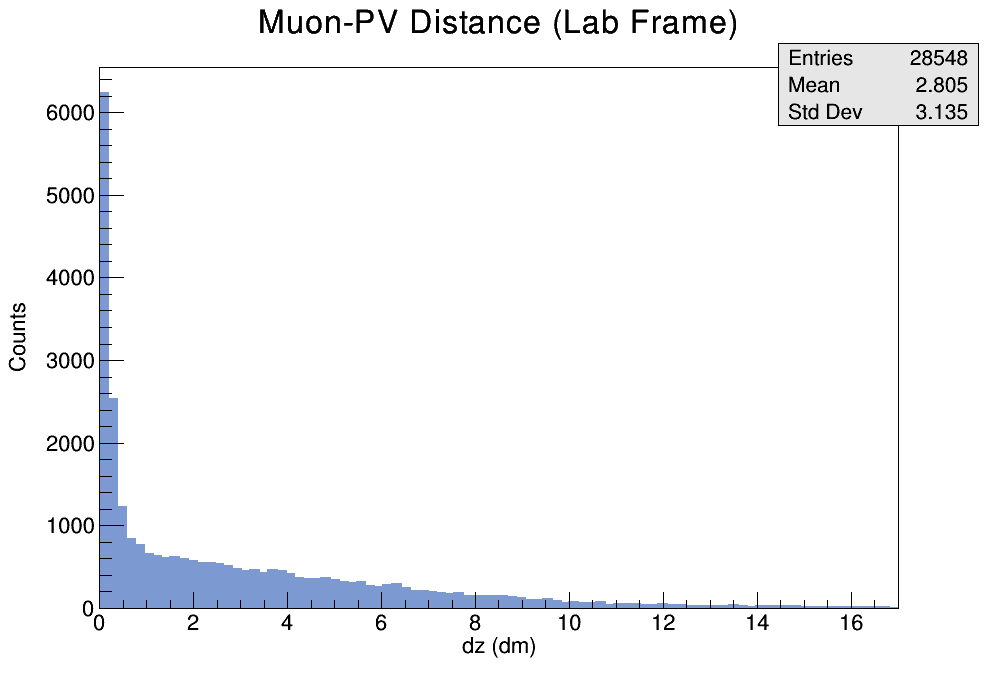 Muon-PV Distance (Lab Frame)
Entries 28548
Mean 2.805
Std Dev 3.135
6000
5000
4000
3000
2000
1000
0
Counts
0 2 4 6 8 10 12 14 16
dz (dm)